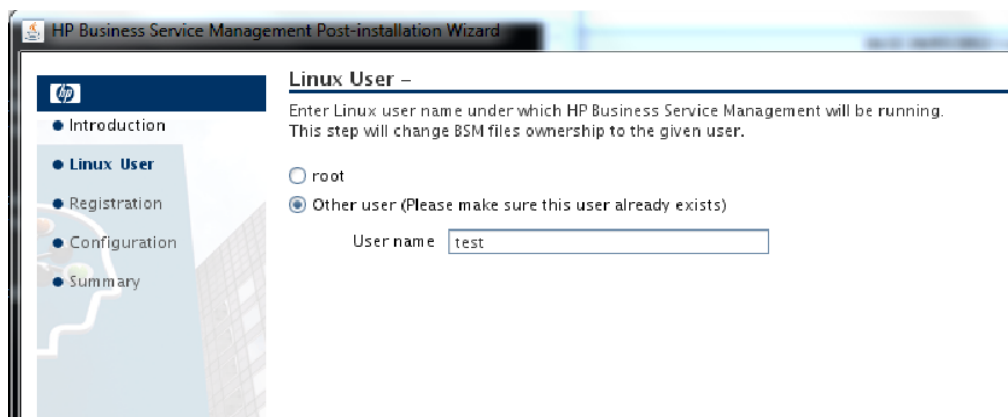 HP Business Service Management Post-installation Wizard
hp
Introduction
Linux User
Registration
Configuration
Summary
Linux User –
Enter Linux user name under which HP Business Service Management will be running.
This step will change BSM files ownership to the given user.
root
Other user (Please make sure this user already exists)
User name test